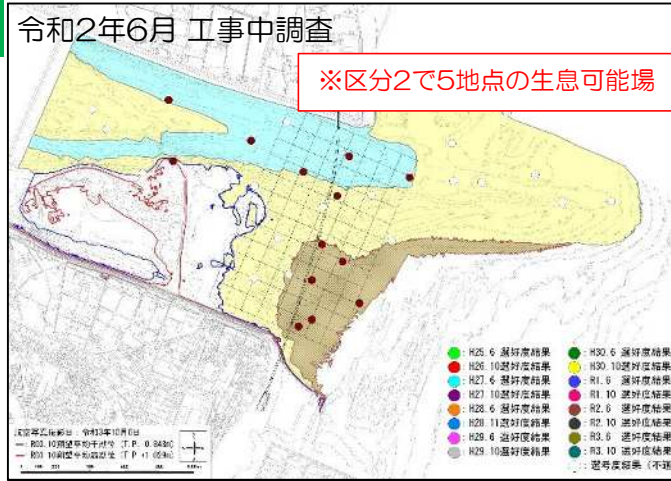 令和2年6月 工事中調査
※区分2で5地点の生息可能場
: H25.6 選好度結果
: H26.10選好度結果
: H27.6 選好度結果
: H27.10選好度結果
: H28.6 選好度結果
: H28.11選好度結果
: H29.6 選好度結果
: H29.10選好度結果
: H30.6 選好度結果
: H30.10選好度結果
: R1.6 選好度結果
: R1.10 選好度結果
: R2.6 選好度結果
: R2.10 選好度結果
: R3.6 選好度結果
: R3.10 選好度結果